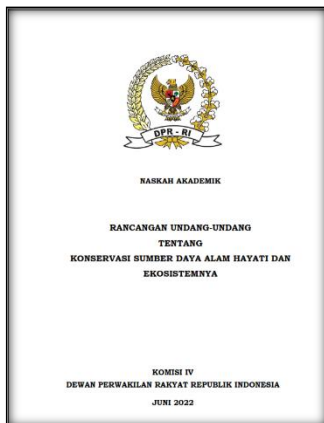 DPR - RI
NASKAH AKADEMIK
RANCANGAN UNDANG-UNDANG
TENTANG
KONSERVASI SUMBER DAYA ALAM HAYATI DAN
EKOSISTEMNYA
KOMISI IV
DEWAN PERWAKILAN RAKYAT REPUBLIK INDONESIA
JUNI 2022